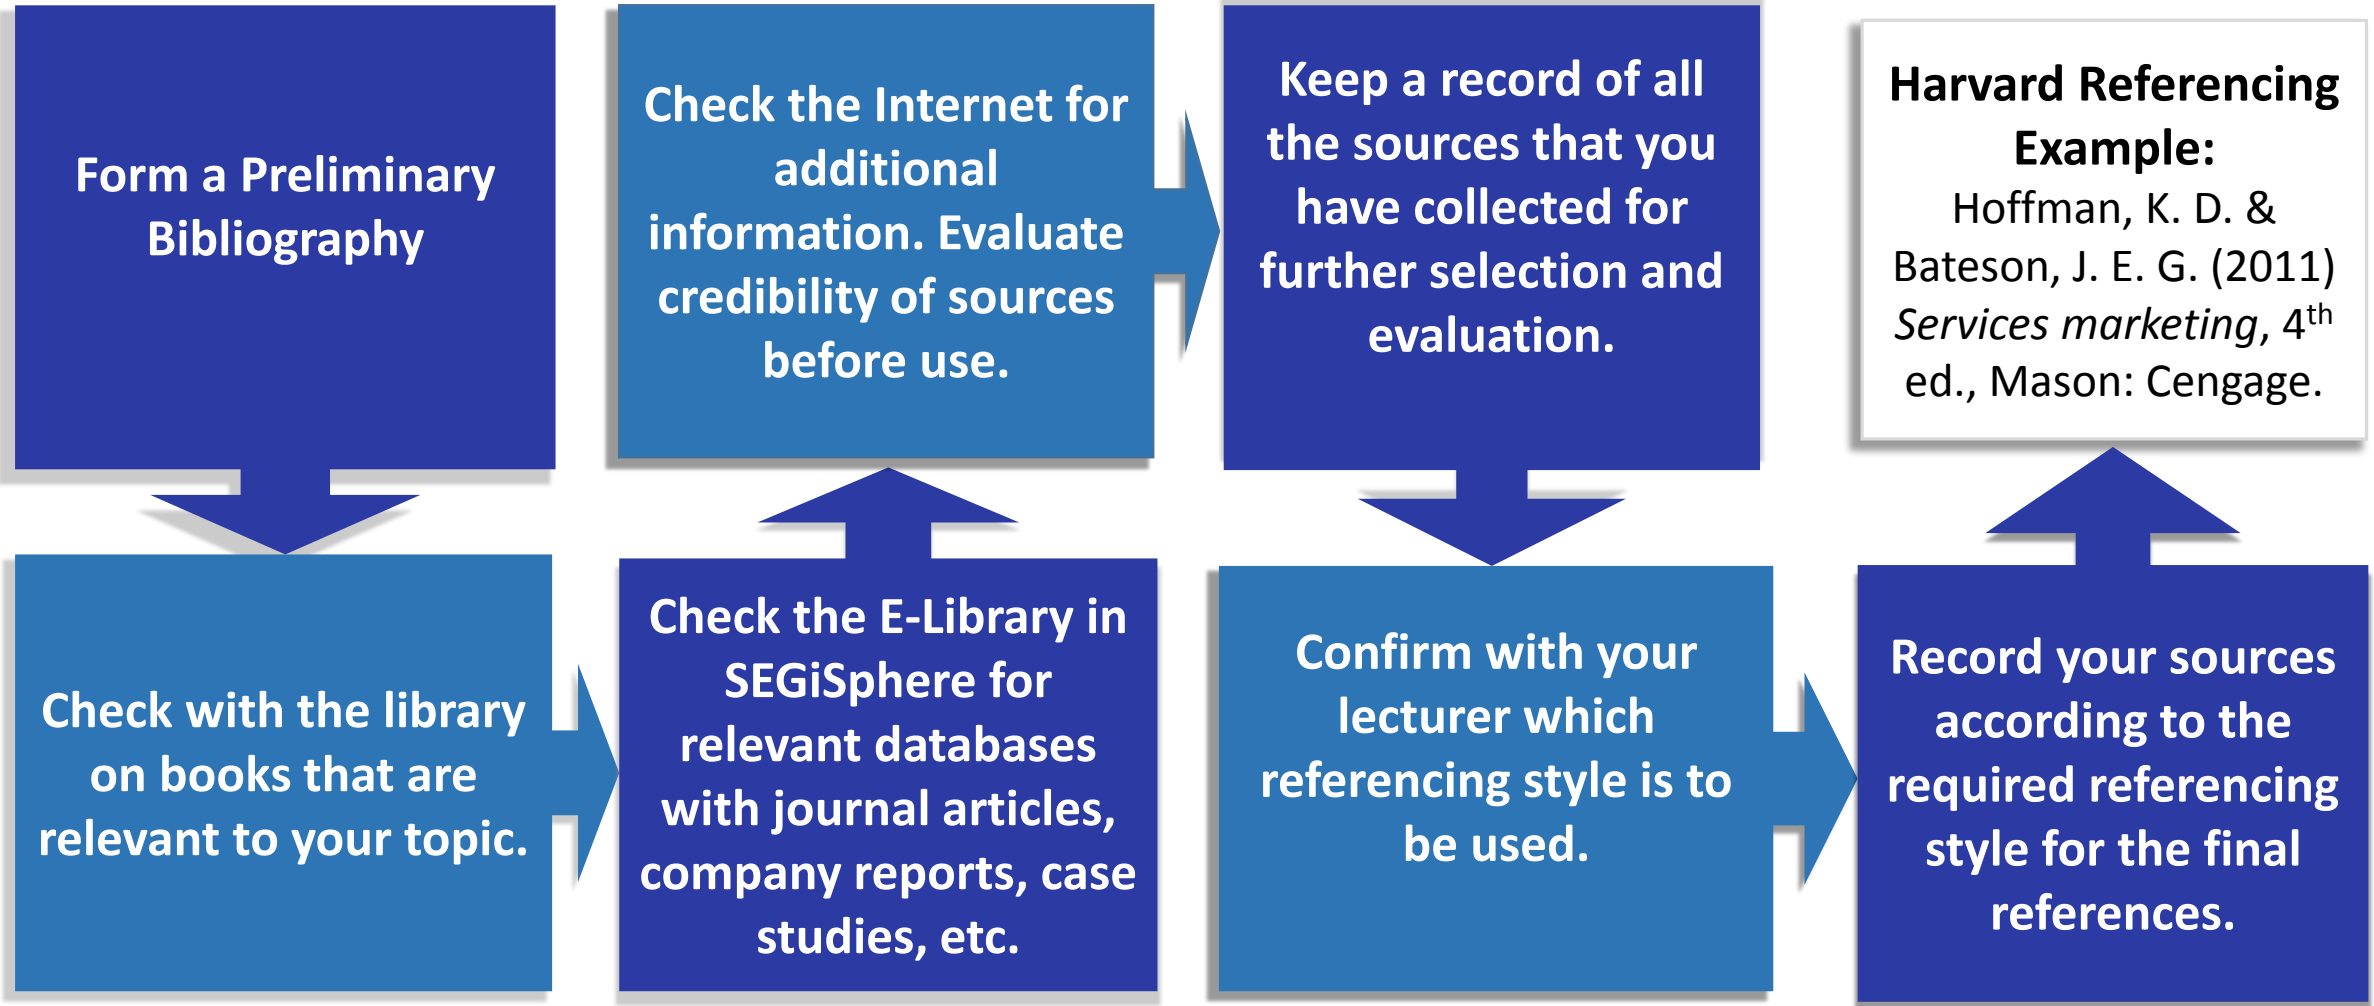 Form a Preliminary
Bibliography
Check with the library
on books that are
relevant to your topic.
Check the E-Library in
SEGiSphere for
relevant databases
with journal articles,
company reports, case
studies, etc.
Check the Internet for
additional
information. Evaluate
credibility of sources
before use.
Keep a record of all
the sources that you
have collected for
further selection and
evaluation.
Confirm with your
lecturer which
referencing style is to
be used.
Record your sources
according to the
required referencing
style for the final
references.
Harvard Referencing
Example:
Hoffman, K. D. &
Bateson, J. E. G. (2011)
Services marketing, 4th
ed., Mason: Cengage.